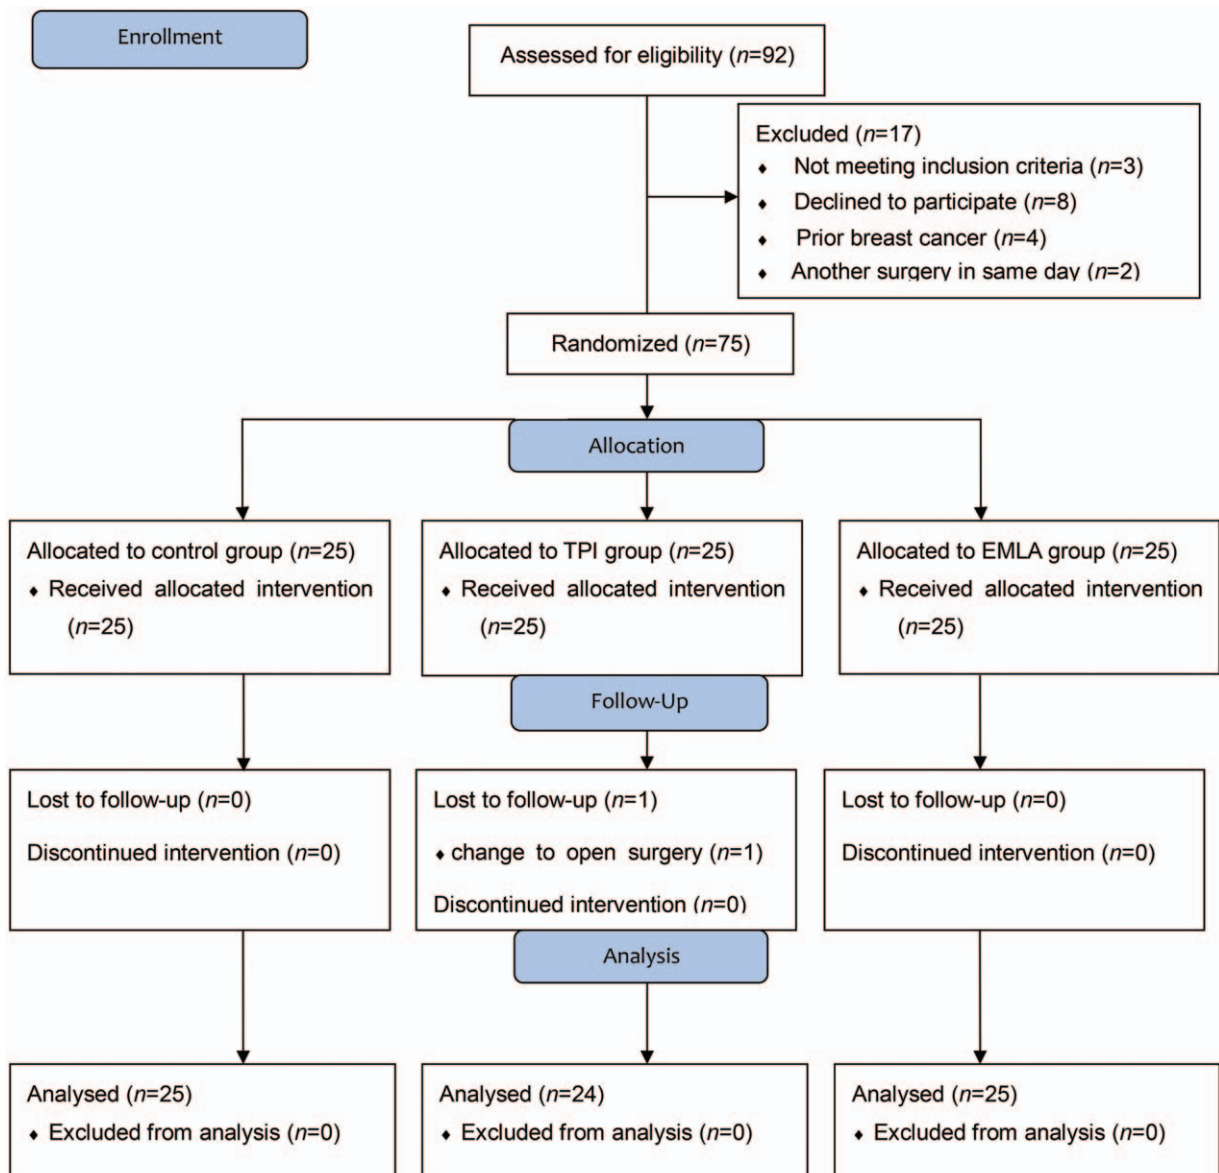 Enrollment
Assessed for eligibility (n=92)
Excluded (n=17)
♦ Not meeting inclusion criteria (n=3)
♦ Declined to participate (n=8)
♦ Prior breast cancer (n=4)
♦ Another surgery in same day (n=2)
Randomized (n=75)
Allocation
Allocated to control group (n=25)
♦ Received allocated intervention
(n=25)
Allocated to TPI group (n=25)
♦ Received allocated intervention
(n=25)
Allocated to EMLA group (n=25)
♦ Received allocated intervention
(n=25)
Follow-Up
Lost to follow-up (n=0)
Discontinued intervention (n=0)
Lost to follow-up (n=1)
♦ change to open surgery (n=1)
Discontinued intervention (n=0)
Lost to follow-up (n=0)
Discontinued intervention (n=0)
Analysis
Analysed (n=25)
♦ Excluded from analysis (n=0)
Analysed (n=24)
♦ Excluded from analysis (n=0)
Analysed (n=25)
♦ Excluded from analysis (n=0)